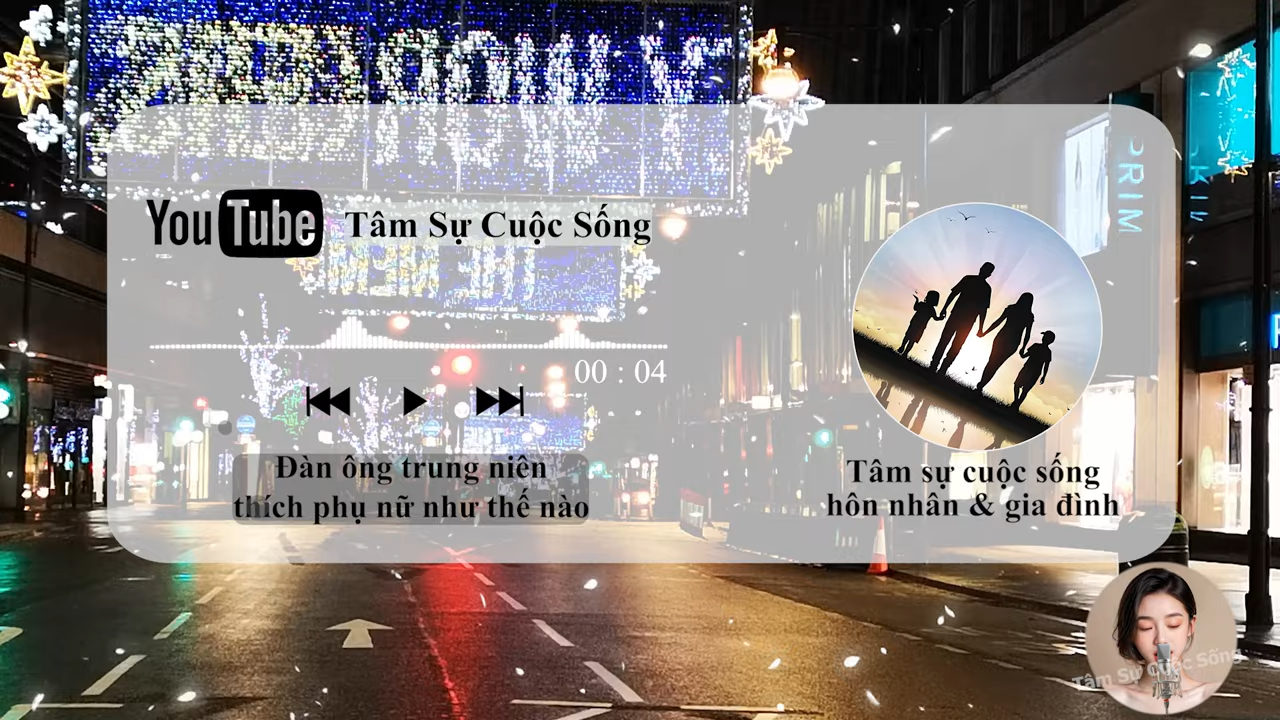 YouTube Tâm Sự Cuộc Sống
00 : 04
Đàn ông trung niên
thích phụ nữ như thế nào
Tâm sự cuộc sống
hôn nhân & gia đình
PRIM
Tâm Sự Cuộc Sống